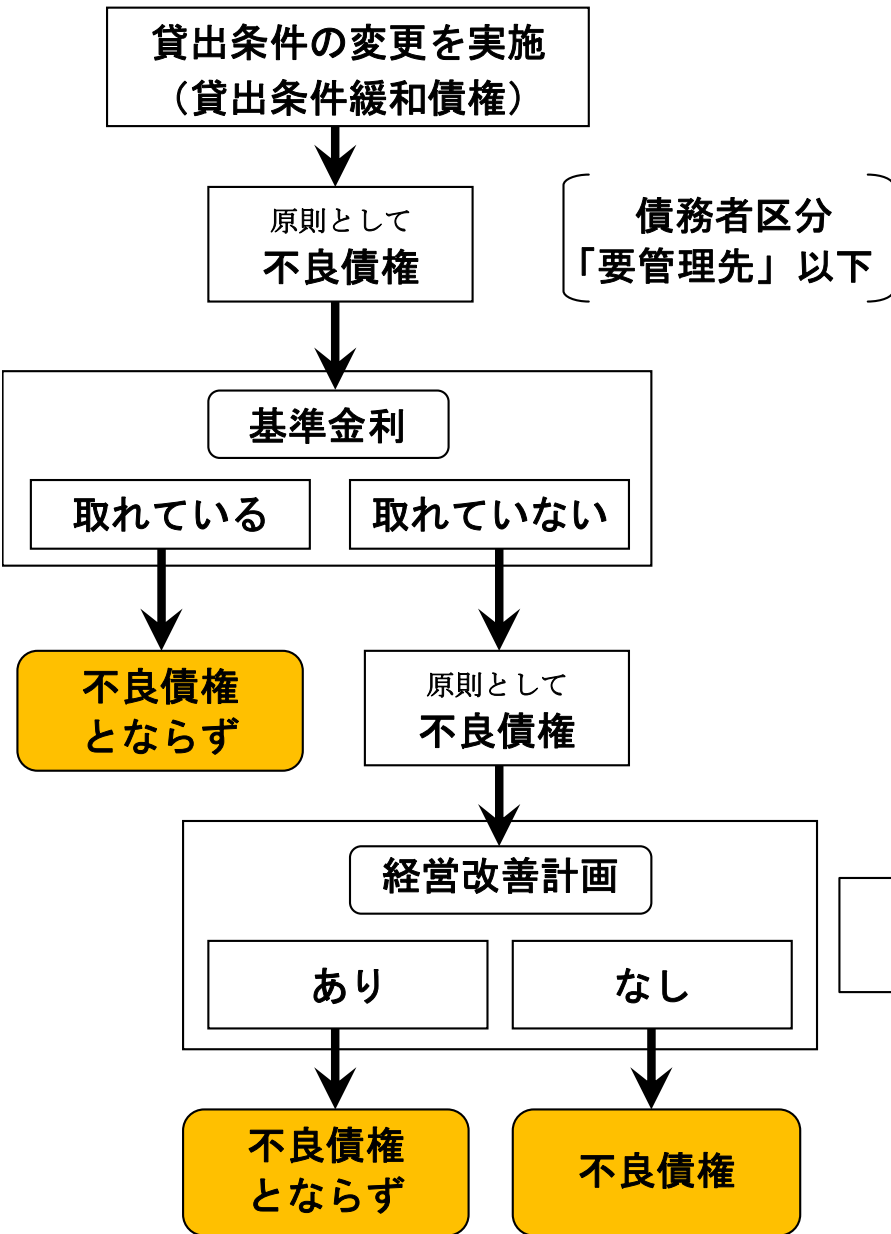 貸出条件の変更を実施
（貸出条件緩和債権）
原則として
不良債権
債務者区分
「要管理先」以下
基準金利
取れている
取れていない
不良債権
とならず
原則として
不良債権
経営改善計画
あり
なし
不良債権
とならず
不良債権